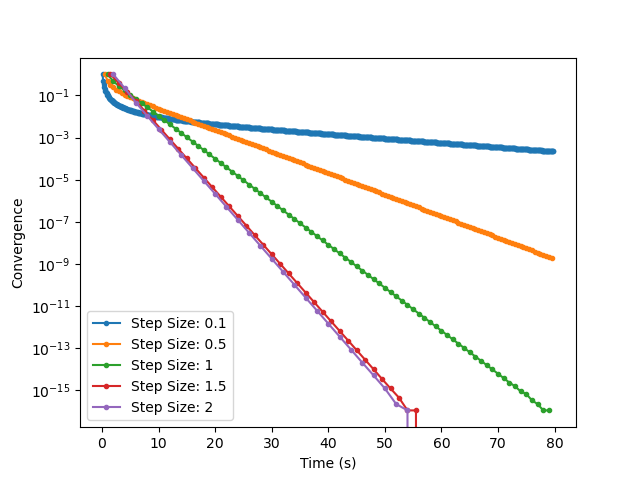 10⁻¹
10⁻³
10⁻⁵
10⁻⁷
10⁻⁹
10⁻¹¹
10⁻¹³
10⁻¹⁵
Convergence
Step Size: 0.1
Step Size: 0.5
Step Size: 1
Step Size: 1.5
Step Size: 2
0 10 20 30 40 50 60 70 80
Time (s)